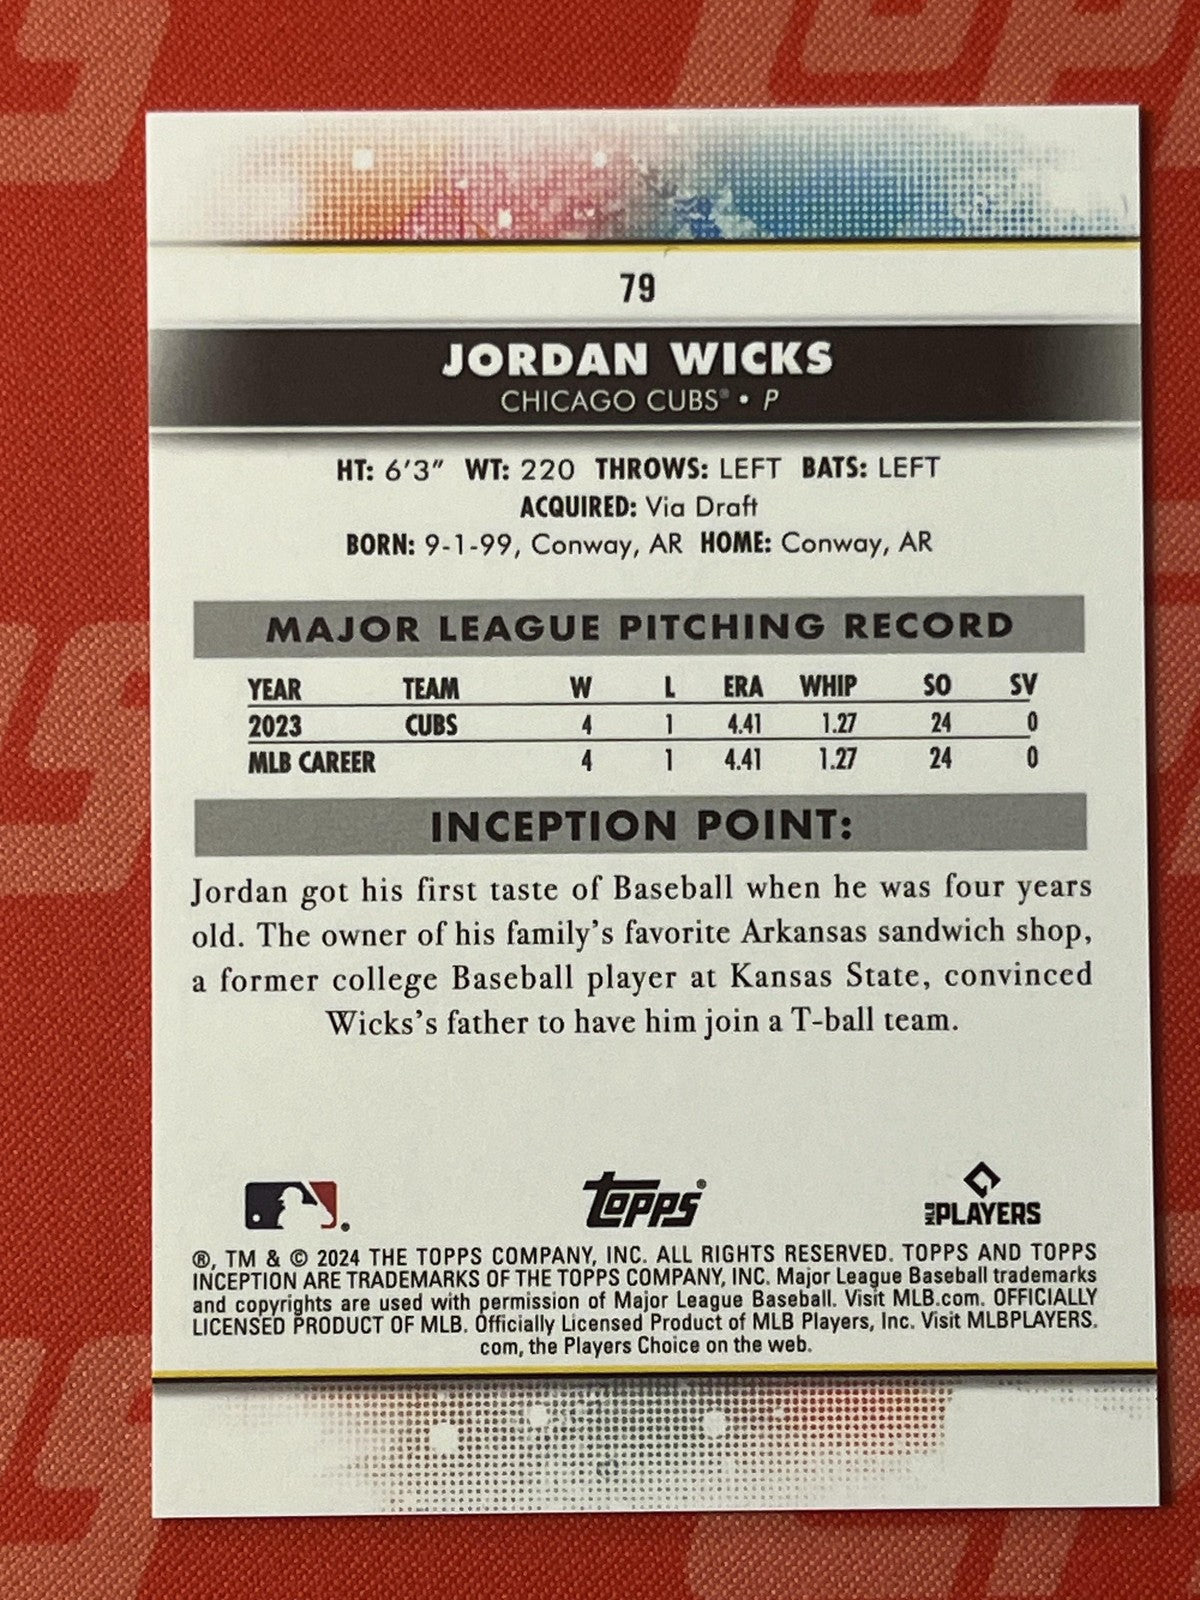 79
JORDAN WICKS
CHICAGO CUBS® • P
HT: 6'3" WT: 220 THROWS: LEFT BATS: LEFT
ACQUIRED: Via Draft
BORN: 9-1-99, Conway, AR HOME: Conway, AR
MAJOR LEAGUE PITCHING RECORD
YEAR TEAM W L ERA WHIP SO SV
2023 CUBS 4 1 4.41 1.27 24 0
MLB CAREER 4 1 4.41 1.27 24 0
INCEPTION POINT:
Jordan got his first taste of Baseball when he was four years
old. The owner of his family's favorite Arkansas sandwich shop,
a former college Baseball player at Kansas State, convinced
Wicks's father to have him join a T-ball team.
®
Topps®
MLB PLAYERS
®, TM & © 2024 THE TOPPS COMPANY, INC. ALL RIGHTS RESERVED. TOPPS AND TOPPS
INCEPTION ARE TRADEMARKS OF THE TOPPS COMPANY, INC. Major League Baseball trademarks
and copyrights are used with permission of Major League Baseball. Visit MLB.com. OFFICIALLY
LICENSED PRODUCT OF MLB. Officially Licensed Product of MLB Players, Inc. Visit MLBPLAYERS.
com, the Players Choice on the web.